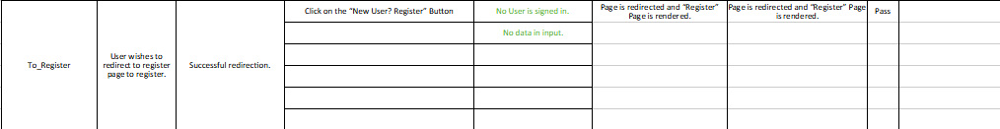 To_Register
User wishes to
redirect to register
page to register.
Successful redirection.
Click on the "New User? Register" Button
No User is signed in.
No data in input.
Page is redirected and "Register"
Page is rendered.
Page is redirected and "Register" Page
is rendered.
Pass